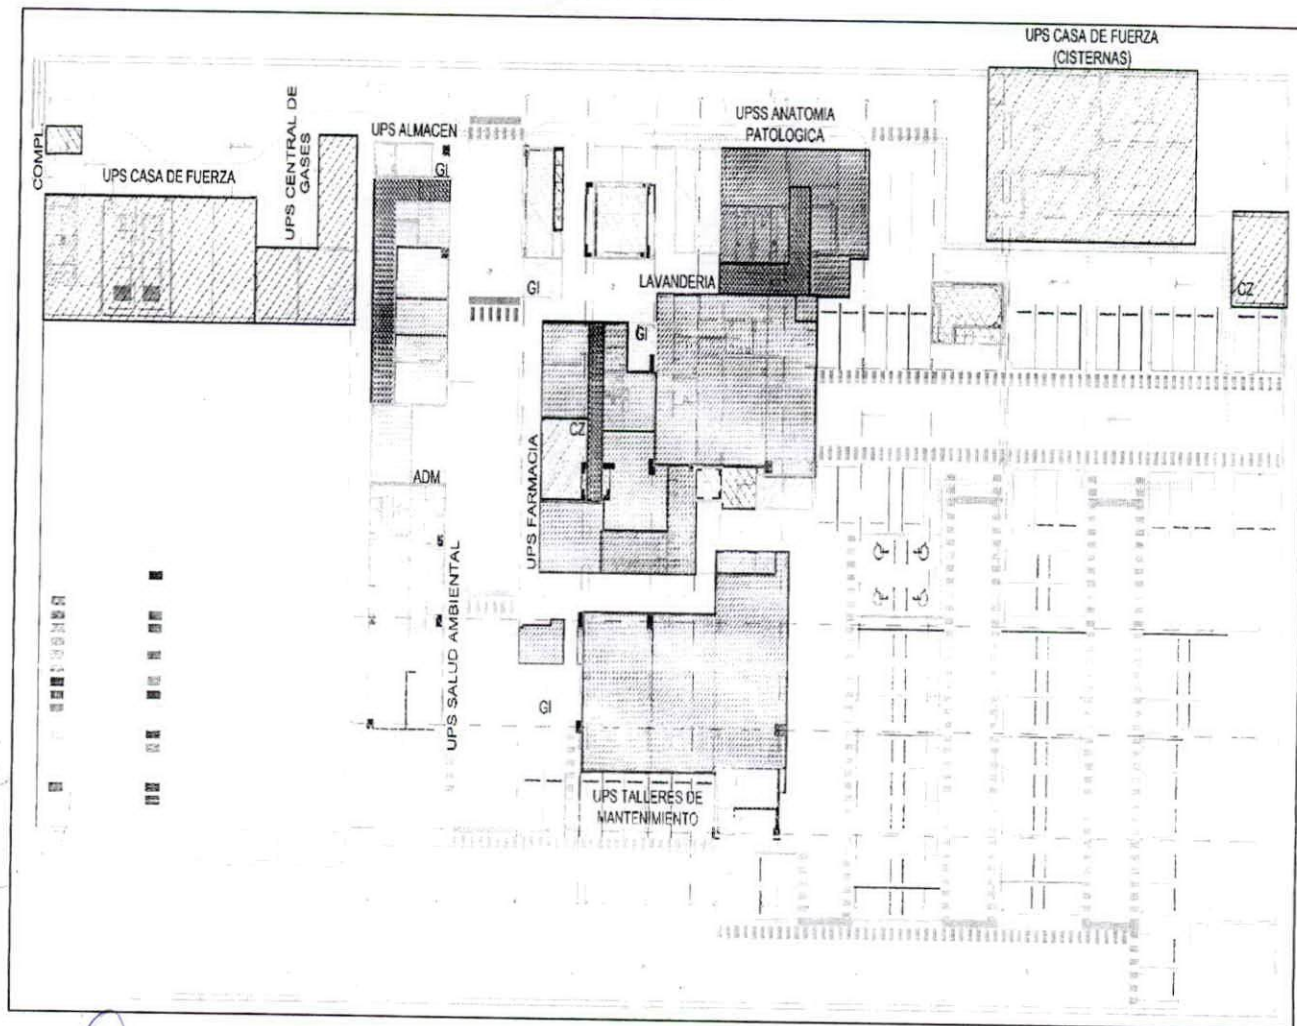 UPS CASA DE FUERZA
(CISTERNAS)
COMPL
UPS CENTRAL DE
GASES
UPS ALMACEN
UPSS ANATOMIA
PATOLOGICA
UPS CASA DE FUERZA
GI
LAVANDERIA
GI
CZ
GI
CZ
UPS FARMACIA
ADM
UPS SALUD AMBIENTAL
GI
UPS TALLERES DE
MANTENIMIENTO